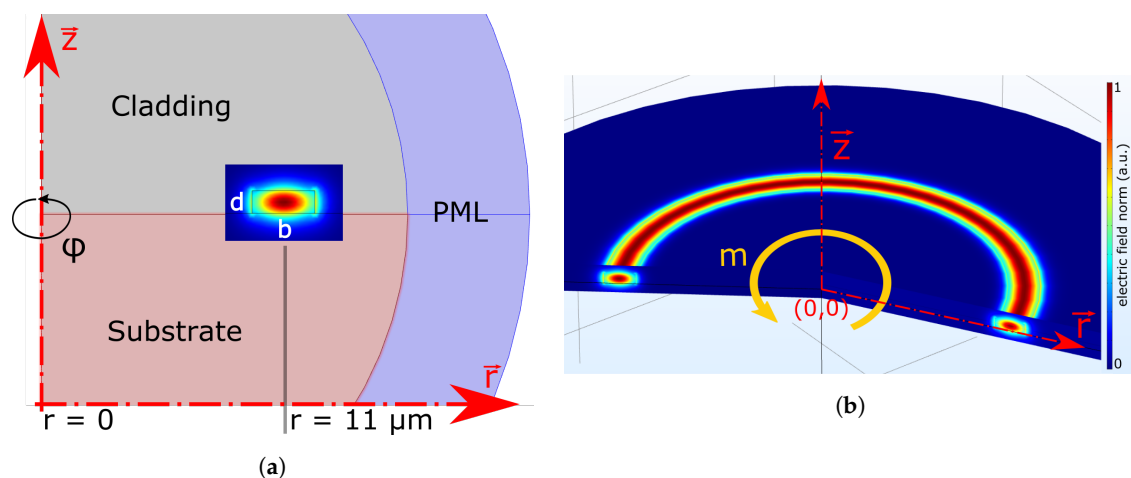 z⃗
Cladding
d
b
PML
φ
Substrate
r⃗
r = 0
r = 11 μm
(a)
z⃗
m
(0,0)
r⃗
1
electric field norm (a.u.)
0
(b)